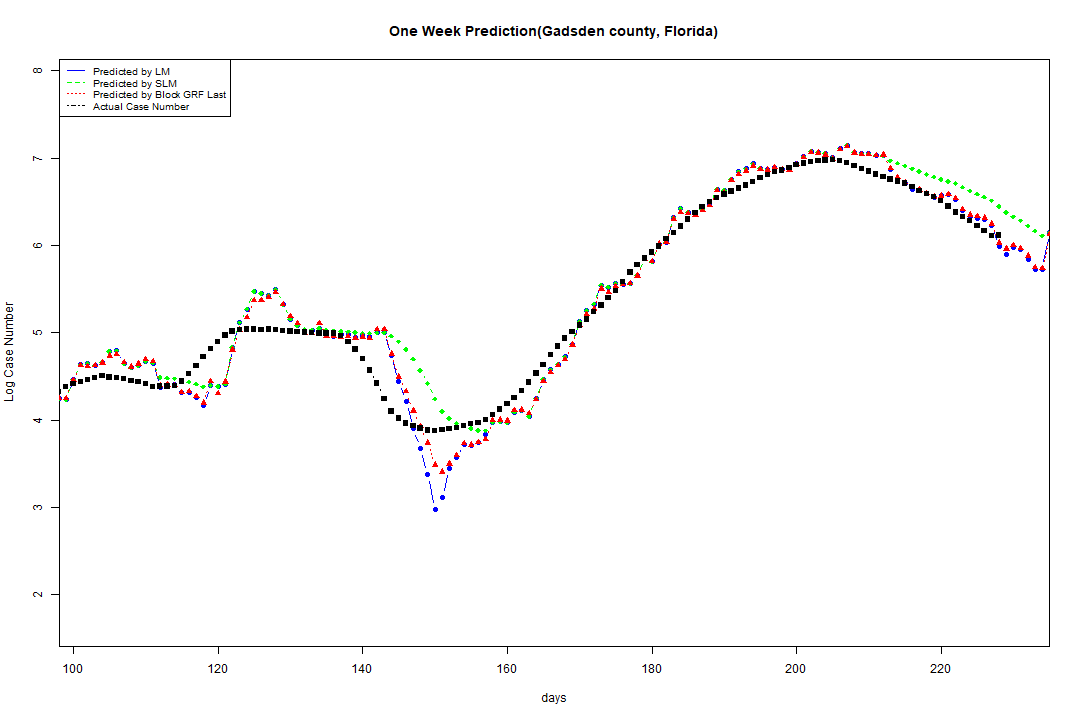 One Week Prediction(Gadsden county, Florida)
Predicted by LM
Predicted by SLM
Predicted by Block GRF Last
Actual Case Number
8
7
6
5
4
3
2
Log Case Number
100 120 140 160 180 200 220
days